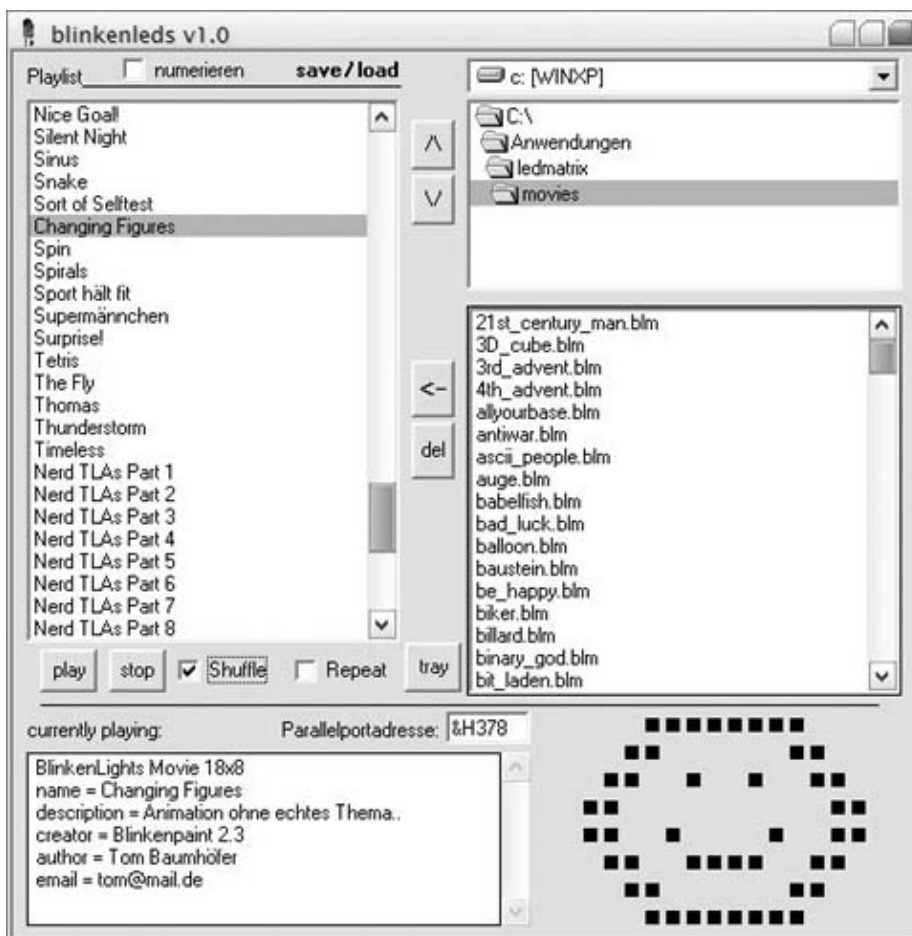 blinkenleds v1.0
Playlist numerieren save/load
Nice Goal!
Silent Night
Sinus
Snake
Sort of Selftest
Changing Figures
Spin
Spirals
Sport hält fit
Supermännchen
Surprise!
Tetris
The Fly
Thomas
Thunderstorm
Timeless
Nerd TLAs Part 1
Nerd TLAs Part 2
Nerd TLAs Part 3
Nerd TLAs Part 4
Nerd TLAs Part 5
Nerd TLAs Part 6
Nerd TLAs Part 7
Nerd TLAs Part 8
/\
\/
<-
del
c: [WINXP]
C:\
Anwendungen
ledmatrix
movies
21st_century_man.blm
3D_cube.blm
3rd_advent.blm
4th_advent.blm
allyourbase.blm
antiwar.blm
ascii_people.blm
auge.blm
babelfish.blm
bad_luck.blm
balloon.blm
baustein.blm
be_happy.blm
biker.blm
billard.blm
binary_god.blm
bit_laden.blm
play stop Shuffle Repeat tray
currently playing: Parallelportadresse: &H378
BlinkenLights Movie 18x8
name = Changing Figures
description = Animation ohne echtes Thema..
creator = Blinkenpaint 2.3
author = Tom Baumhöfer
email = tom@mail.de